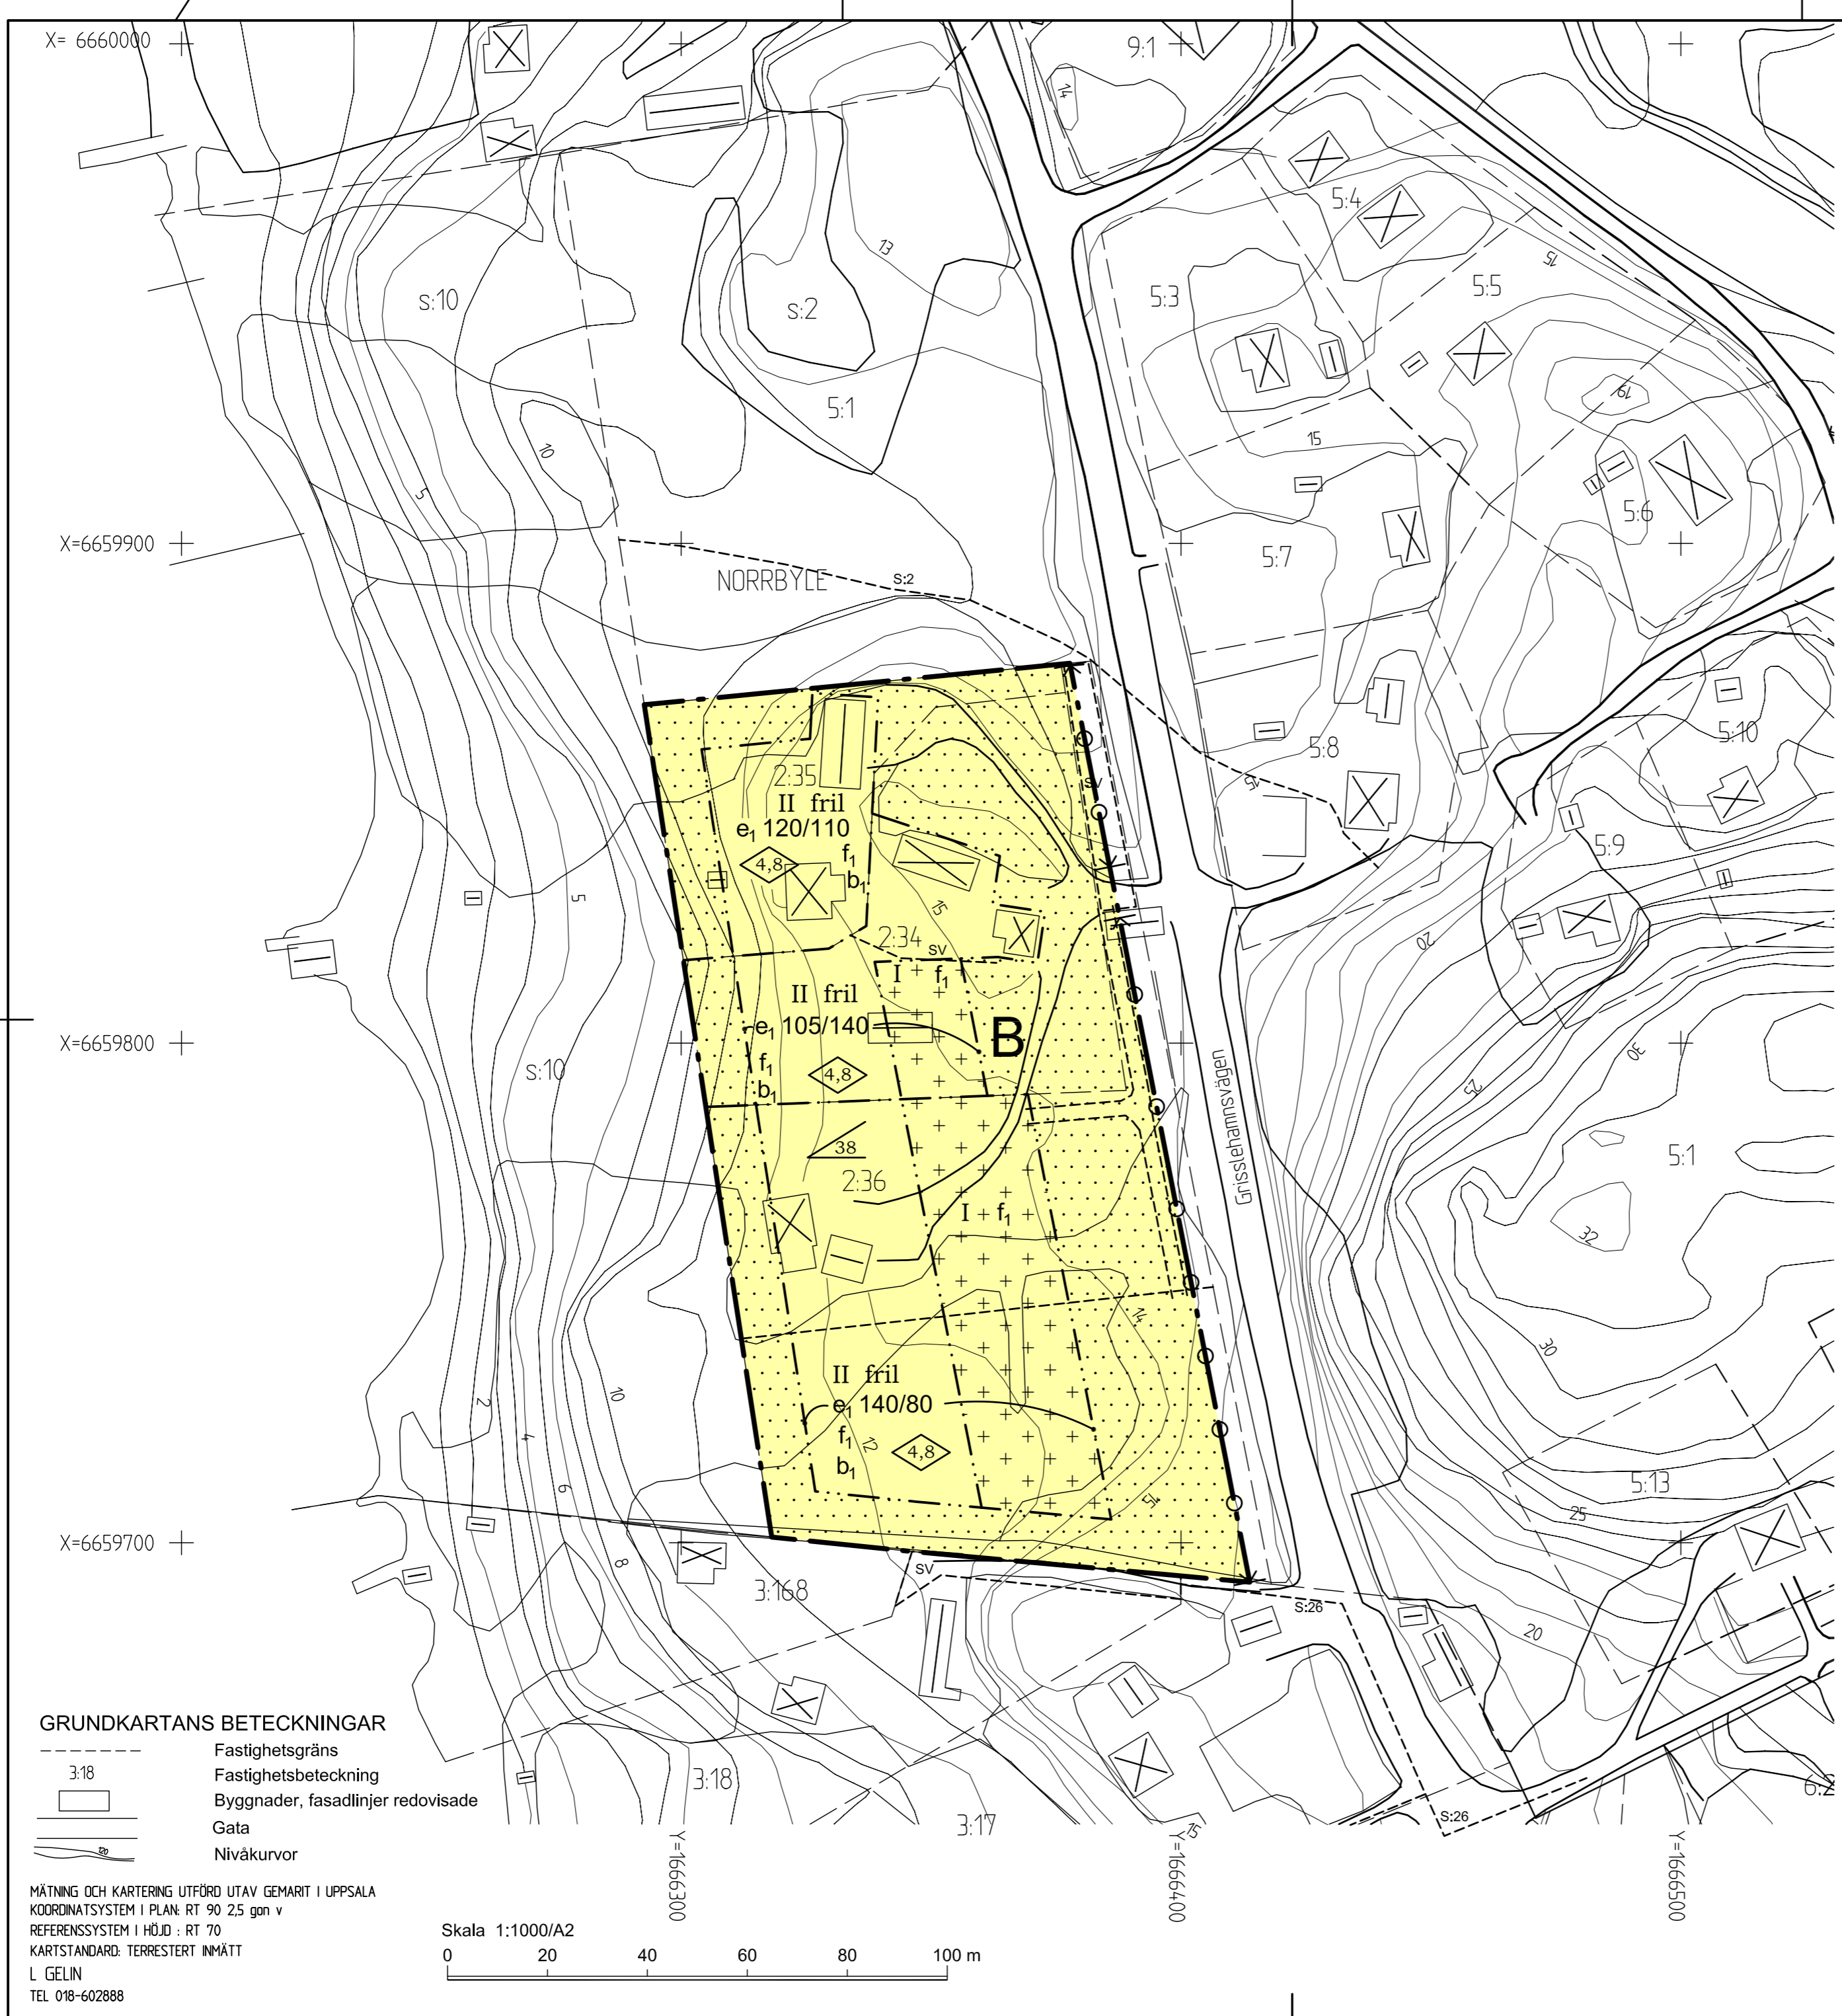 X= 6660000
9:1
14
5:4
13
S:10
S:2
5:3
5:5
15
5:1
19
10
15
5
5:6
X=6659900
5:7
NORRBYLE
S:2
5:10
5:8
2:35
SV
15
II fril
e1 120/110
f1
4,8
b1
5:9
5
15
2:34
SV
20
I f1
II fril
e1 105/140
B
X=6659800
S:10
f1
4,8
b1
30
25
Grisslehamnsvägen
38
5:1
2:36
I f1
32
14
30
II fril
10
2
e1 140/80
f1
12
4,8
4
b1
5:13
15
6
25
X=6659700
8
SV
3:168
S:26
20
GRUNDKARTANS BETECKNINGAR
Fastighetsgräns
3:18
Fastighetsbeteckning
3:18
Byggnader, fasadlinjer redovisade
6:2
S:26
Gata
3:17
15
120
Nivåkurvor
Y=1666300
Y=1666400
Y=1666500
MÄTNING OCH KARTERING UTFÖRD UTAV GEMARIT I UPPSALA
KOORDINATSYSTEM I PLAN: RT 90 2,5 gon v
REFERENSSYSTEM I HÖJD : RT 70
KARTSTANDARD: TERRESTERT INMÄTT
L GELIN
TEL 018-602888
Skala 1:1000/A2
0 20 40 60 80 100 m